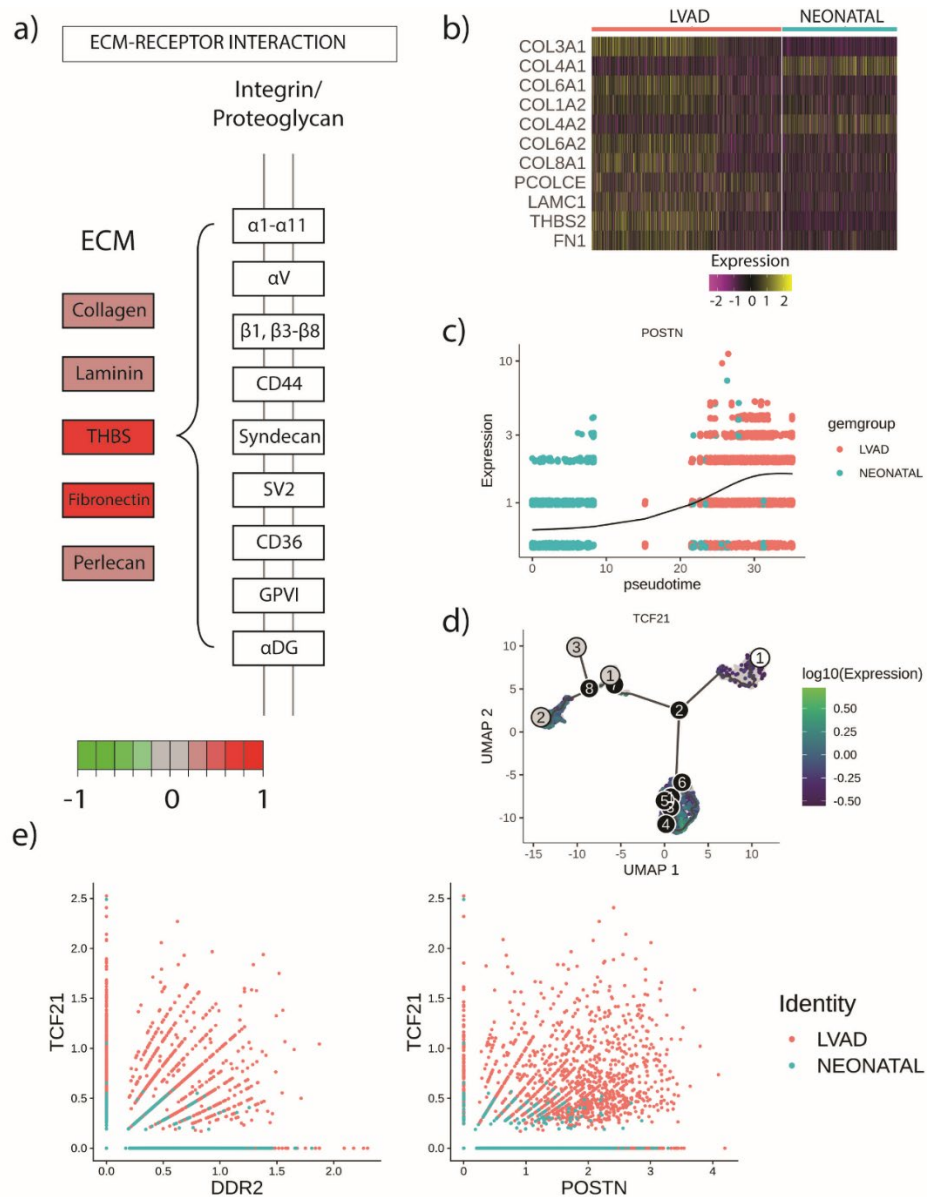 a)
ECM-RECEPTOR INTERACTION
Integrin/
Proteoglycan
ECM
Collagen
Laminin
THBS
Fibronectin
Perlecan
α1-α11
αV
β1, β3-β8
CD44
Syndecan
SV2
CD36
GPVI
αDG
-1 0 1
b)
LVAD NEONATAL
COL3A1
COL4A1
COL6A1
COL1A2
COL4A2
COL6A2
COL8A1
PCOLCE
LAMC1
THBS2
FN1
Expression
-2 -1 0 1 2
c)
POSTN
10
3
1
Expression
0 10 20 30
pseudotime
gemgroup
LVAD
NEONATAL
d)
TCF21
10
5
0
-5
-10
UMAP 2
3
1
8
7
2
2
1
6
5
4
-15 -10 -5 0 5 10
UMAP 1
log10(Expression)
0.50
0.25
0.00
-0.25
-0.50
e)
2.5
2.0
1.5
1.0
0.5
0.0
TCF21
0.0 0.5 1.0 1.5 2.0
DDR2
2.5
2.0
1.5
1.0
0.5
0.0
TCF21
0 1 2 3 4
POSTN
Identity
LVAD
NEONATAL